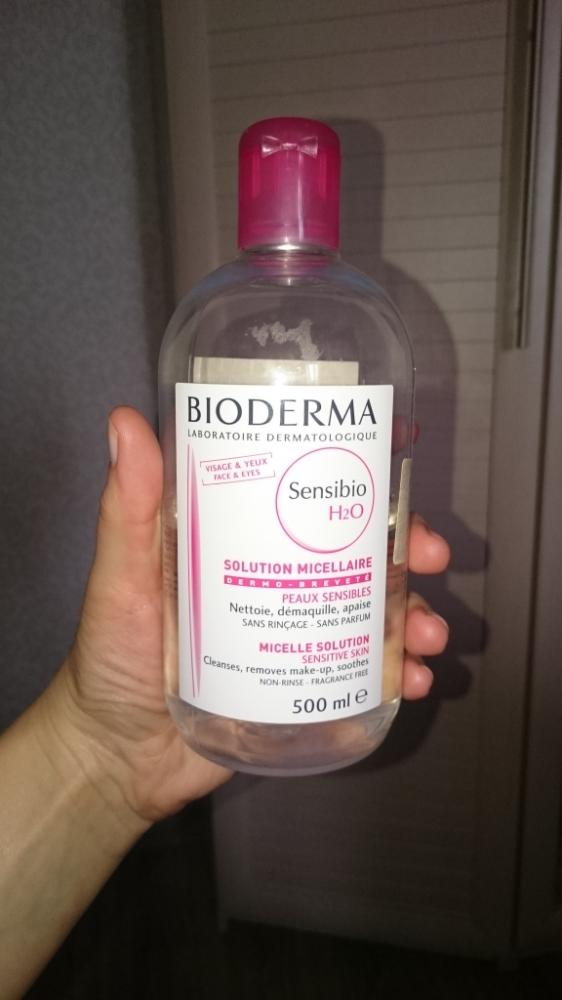 BIODERMA
LABORATOIRE DERMATOLOGIQUE
VISAGE & YEUX
FACE & EYES
Sensibio
H2O
SOLUTION MICELLAIRE
DERMO-BREVETÉ
PEAUX SENSIBLES
Nettoie, démaquille, apaise
SANS RINÇAGE - SANS PARFUM
MICELLE SOLUTION
SENSITIVE SKIN
Cleanses, removes make-up, soothes
NON-RINSE - FRAGRANCE FREE
500 ml ℮